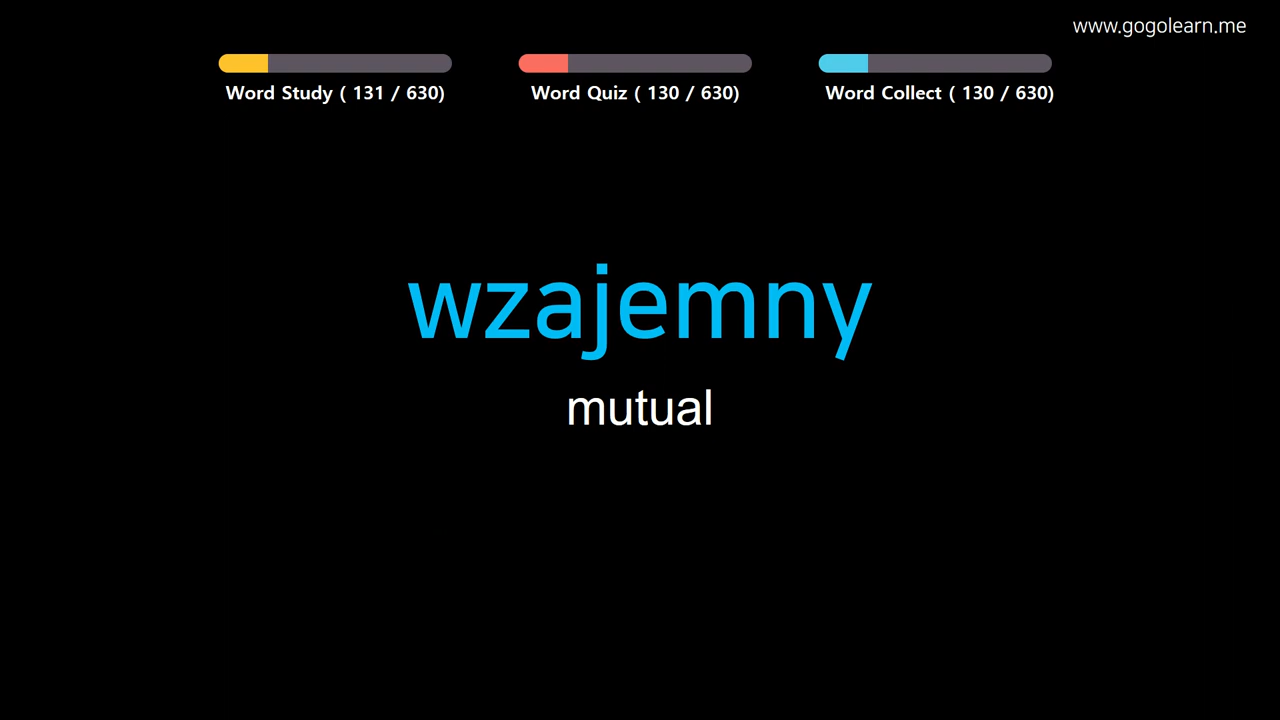 www.gogolearn.me
Word Study ( 131 / 630)
Word Quiz ( 130 / 630)
Word Collect ( 130 / 630)
wzajemny
mutual